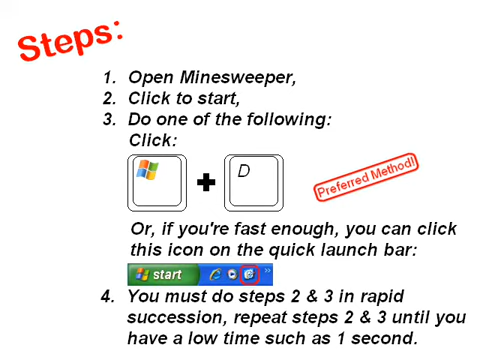 Steps:
1. Open Minesweeper,
2. Click to start,
3. Do one of the following:
Click:
D
Preferred Method!
Or, if you're fast enough, you can click
this icon on the quick launch bar:
start
4. You must do steps 2 & 3 in rapid
succession, repeat steps 2 & 3 until you
have a low time such as 1 second.